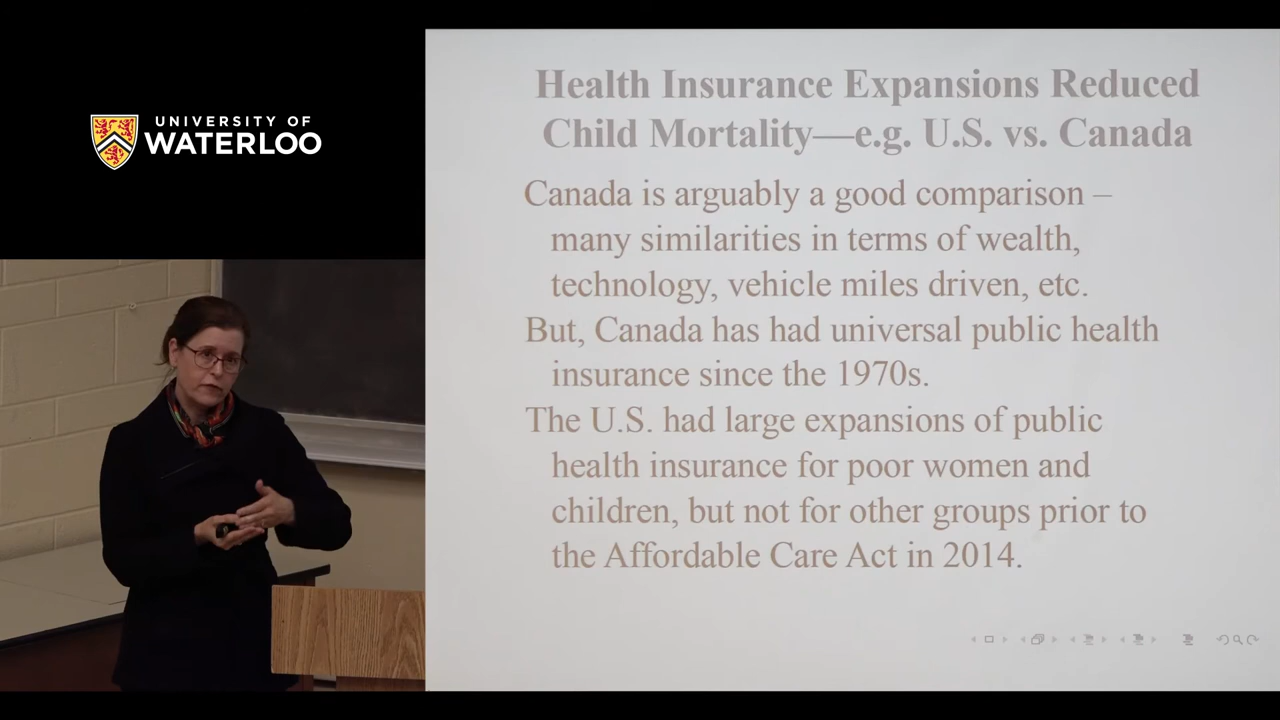 UNIVERSITY OF
WATERLOO
Health Insurance Expansions Reduced
Child Mortality—e.g. U.S. vs. Canada
Canada is arguably a good comparison –
many similarities in terms of wealth,
technology, vehicle miles driven, etc.
But, Canada has had universal public health
insurance since the 1970s.
The U.S. had large expansions of public
health insurance for poor women and
children, but not for other groups prior to
the Affordable Care Act in 2014.